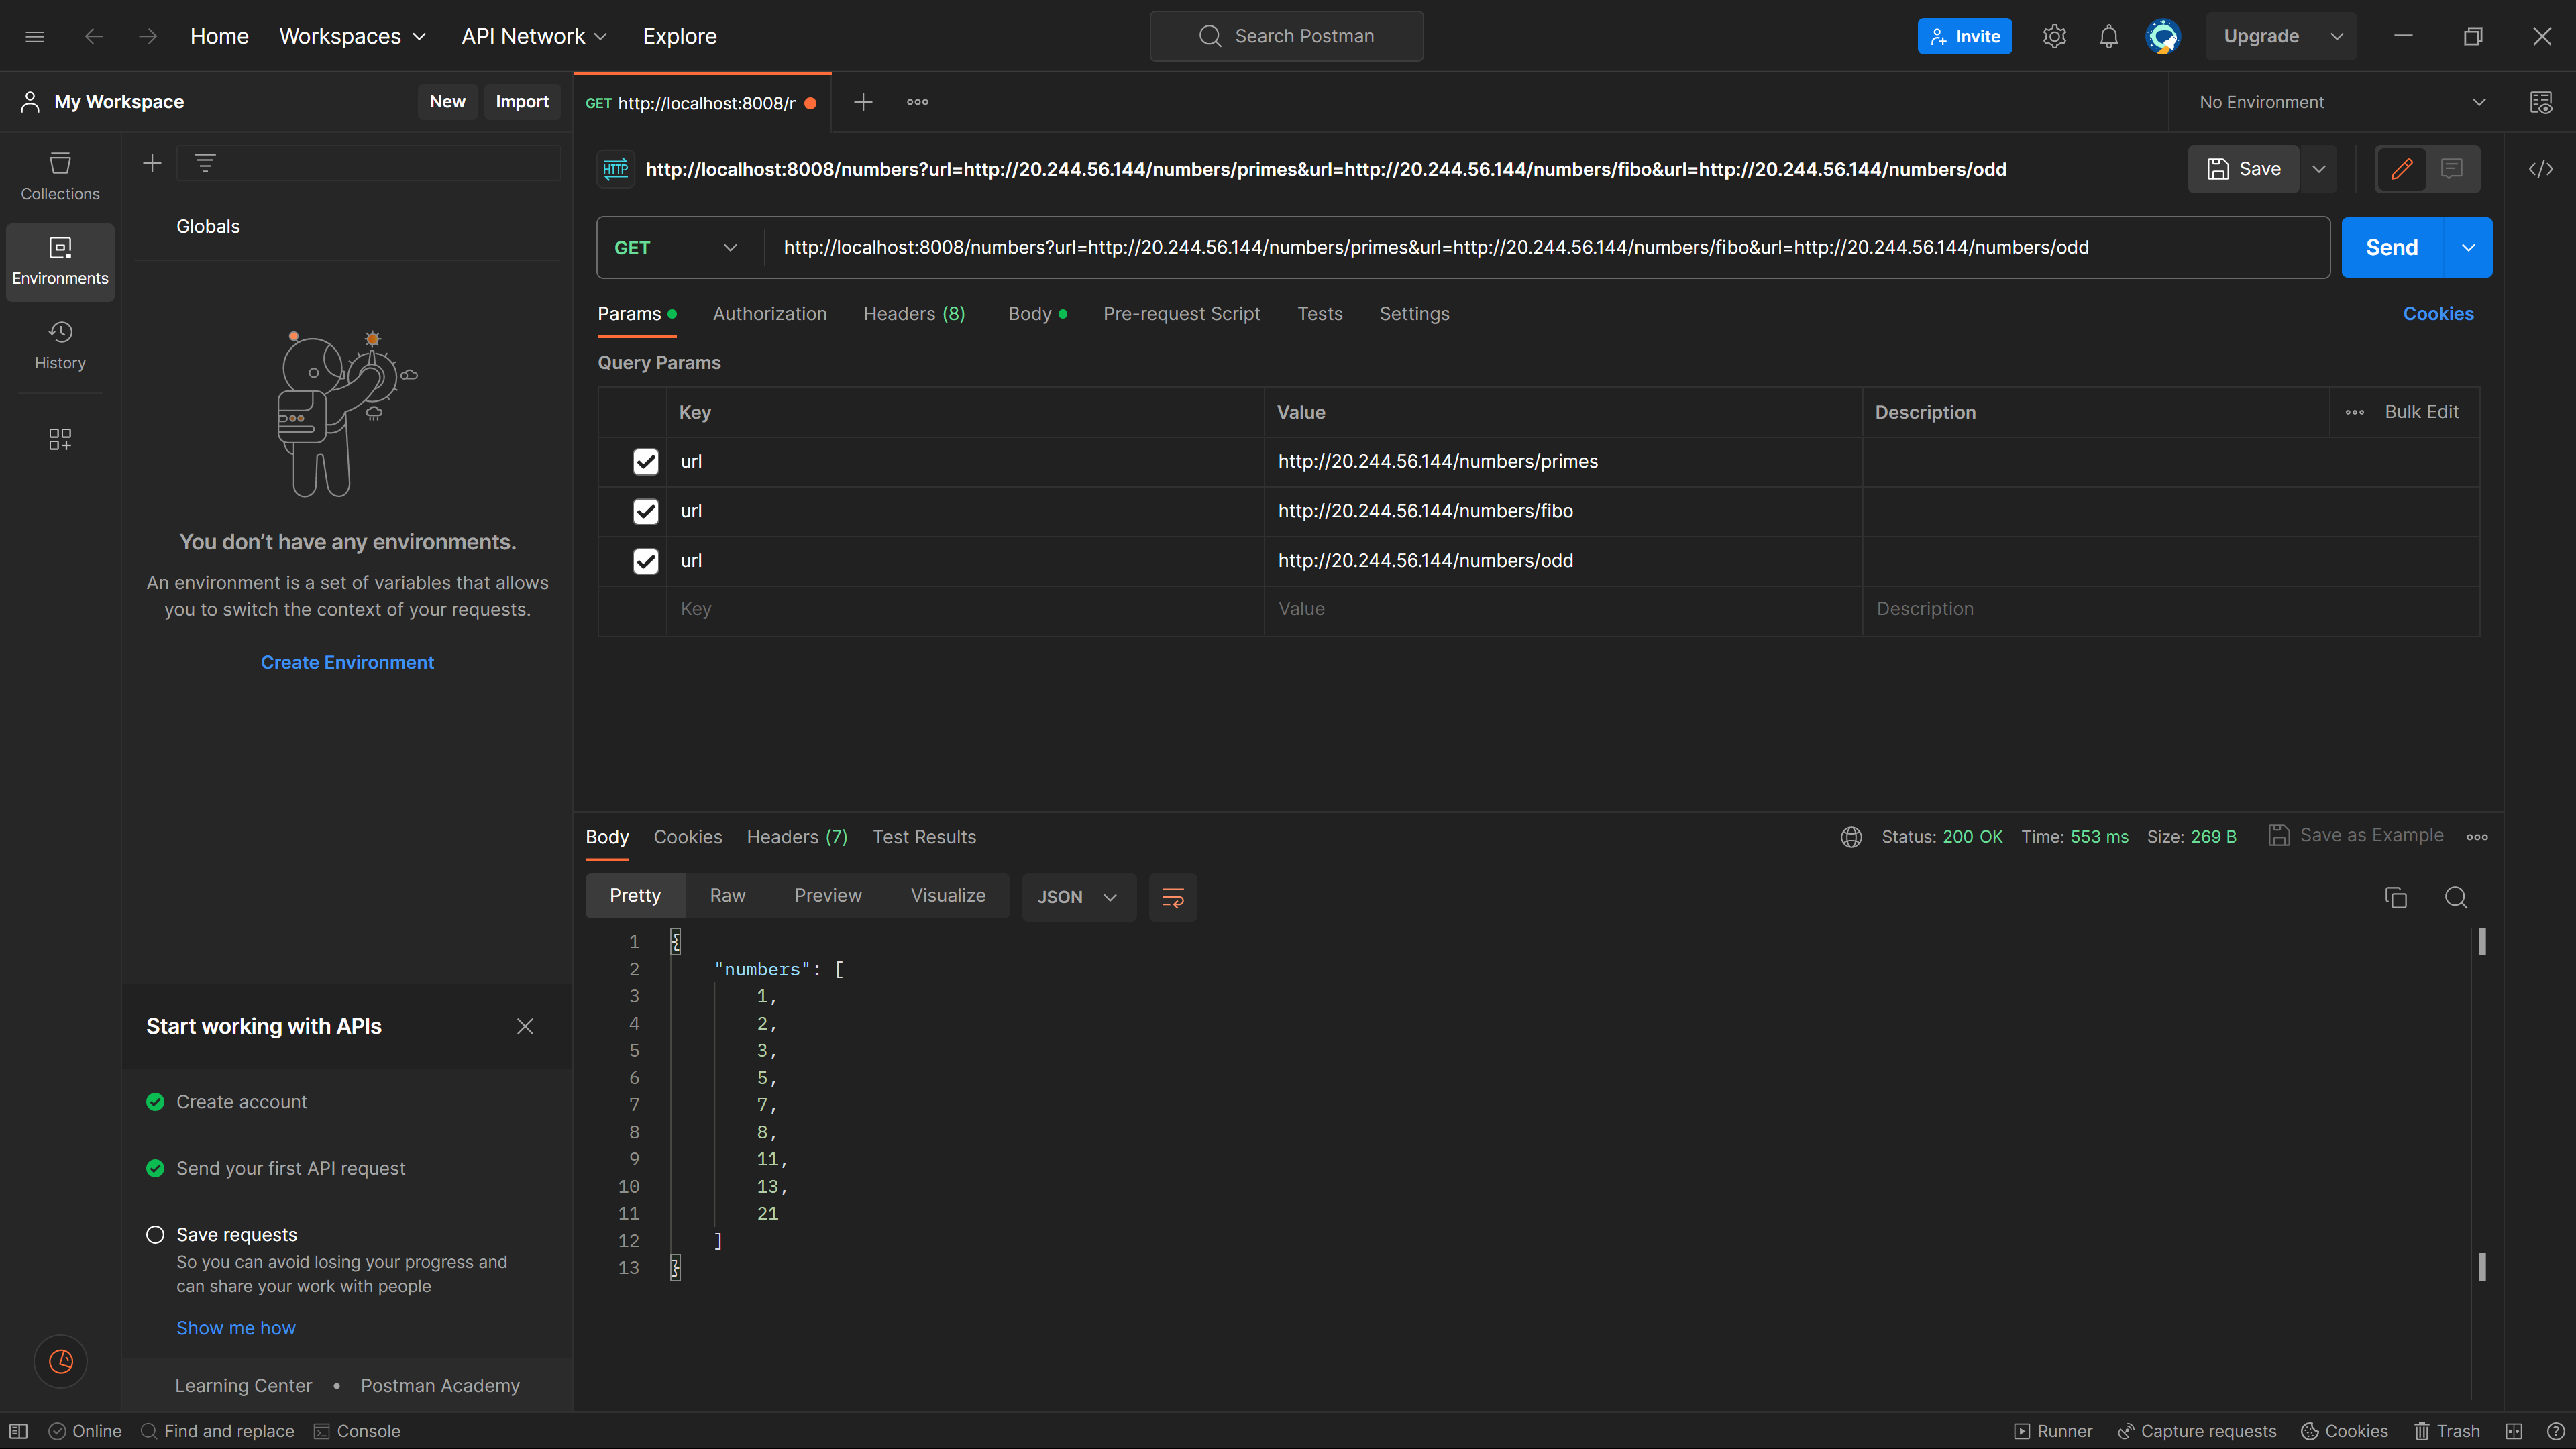 Home Workspaces API Network Explore Search Postman Invite Upgrade
My Workspace New Import GET http://localhost:8008/r No Environment
Collections
Environments
History
Globals
You don’t have any environments.
An environment is a set of variables that allows
you to switch the context of your requests.
Create Environment
Start working with APIs
Create account
Send your first API request
Save requests
So you can avoid losing your progress and
can share your work with people
Show me how
Learning Center • Postman Academy
HTTP http://localhost:8008/numbers?url=http://20.244.56.144/numbers/primes&url=http://20.244.56.144/numbers/fibo&url=http://20.244.56.144/numbers/odd Save
GET http://localhost:8008/numbers?url=http://20.244.56.144/numbers/primes&url=http://20.244.56.144/numbers/fibo&url=http://20.244.56.144/numbers/odd Send
Params Authorization Headers (8) Body Pre-request Script Tests Settings Cookies
Query Params
Key Value Description Bulk Edit
url http://20.244.56.144/numbers/primes
url http://20.244.56.144/numbers/fibo
url http://20.244.56.144/numbers/odd
Key Value Description
Body Cookies Headers (7) Test Results Status: 200 OK Time: 553 ms Size: 269 B Save as Example
Pretty Raw Preview Visualize JSON
1 {
2 "numbers": [
3 1,
4 2,
5 3,
6 5,
7 7,
8 8,
9 11,
10 13,
11 21
12 ]
13 }
Online Find and replace Console Runner Capture requests Cookies Trash